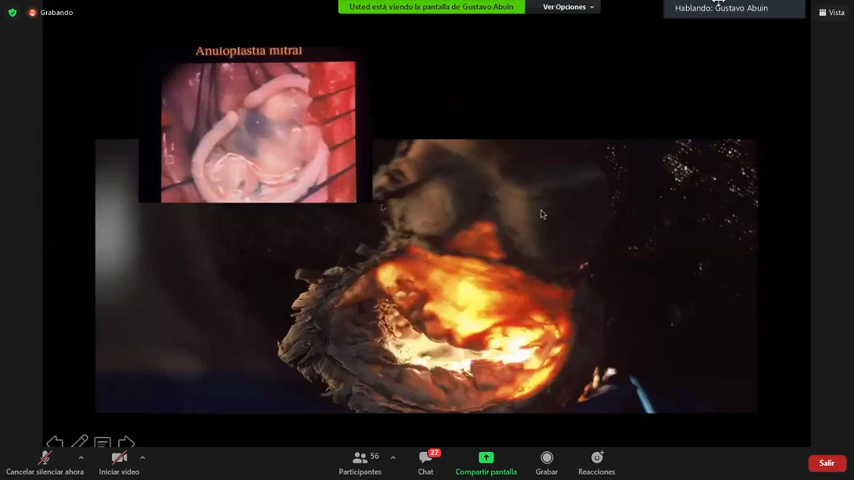 Grabando
Usted está viendo la pantalla de Gustavo Abuin
Ver Opciones
Hablando: Gustavo Abuin
Vista
Anuloplastia mitral
Cancelar silenciar ahora
Iniciar video
56
Participantes
27
Chat
Compartir pantalla
Grabar
Reacciones
Salir